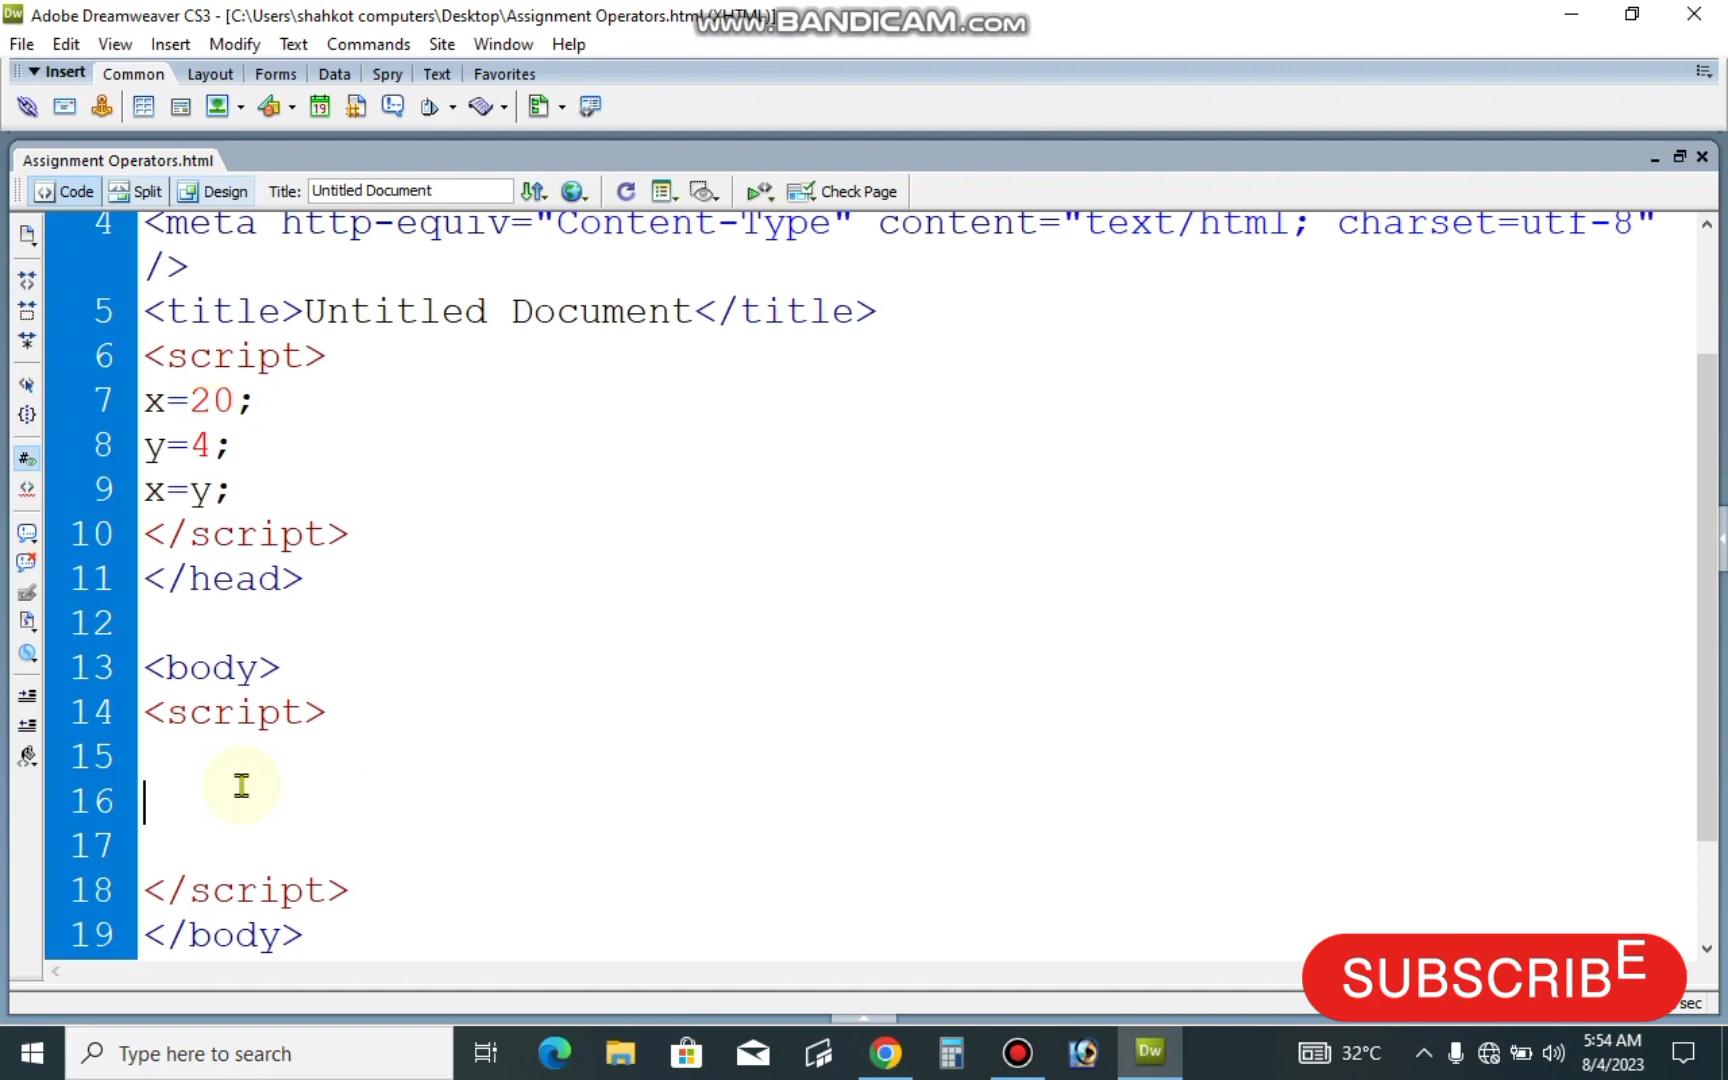 Adobe Dreamweaver CS3 - [C:\Users\shahkot computers\Desktop\Assignment Operators.html (XHTML)]
www.BANDICAM.com
File Edit View Insert Modify Text Commands Site Window Help
Insert Common Layout Forms Data Spry Text Favorites
Assignment Operators.html
Code Split Design Title: Untitled Document Check Page
4 <meta http-equiv="Content-Type" content="text/html; charset=utf-8"
/>
5 <title>Untitled Document</title>
6 <script>
7 x=20;
8 y=4;
9 x=y;
10 </script>
11 </head>
12
13 <body>
14 <script>
15
16
17
18 </script>
19 </body>
SUBSCRIBE
sec
Type here to search
Dw
32°C
5:54 AM
8/4/2023